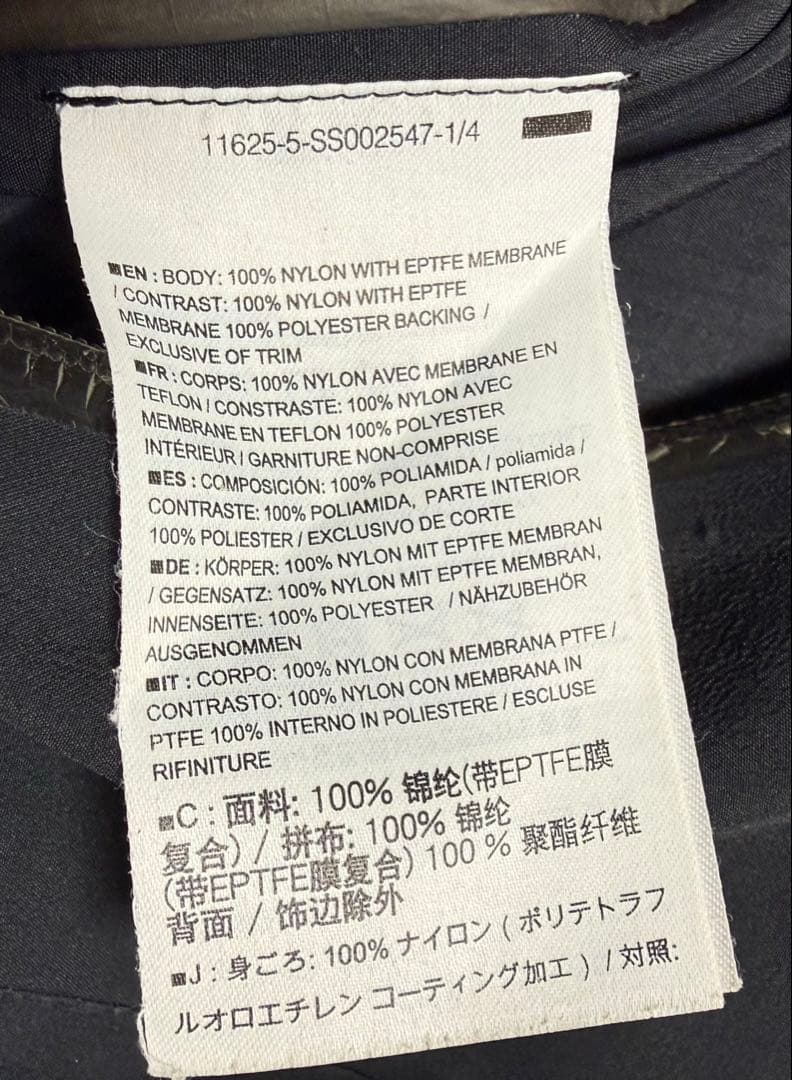 11625-5-SS002547-1/4
EN : BODY: 100% NYLON WITH EPTFE MEMBRANE
/ CONTRAST: 100% NYLON WITH EPTFE
MEMBRANE 100% POLYESTER BACKING /
EXCLUSIVE OF TRIM
FR : CORPS: 100% NYLON AVEC MEMBRANE EN
TEFLON / CONSTRASTE: 100% NYLON AVEC
MEMBRANE EN TEFLON 100% POLYESTER
INTÉRIEUR / GARNITURE NON-COMPRISE
ES : COMPOSICIÓN: 100% POLIAMIDA / poliamida /
CONTRASTE: 100% POLIAMIDA, PARTE INTERIOR
100% POLIESTER / EXCLUSIVO DE CORTE
DE : KÖRPER: 100% NYLON MIT EPTFE MEMBRAN
/ GEGENSATZ: 100% NYLON MIT EPTFE MEMBRAN,
INNENSEITE: 100% POLYESTER / NÄHZUBEHÖR
AUSGENOMMEN
IT : CORPO: 100% NYLON CON MEMBRANA PTFE /
CONTRASTO: 100% NYLON CON MEMBRANA IN
PTFE 100% INTERNO IN POLIESTERE / ESCLUSE
RIFINITURE
C : 面料: 100% 锦纶(带EPTFE膜
复合) / 拼布: 100% 锦纶
(带EPTFE膜复合) 100 % 聚酯纤维
背面 / 饰边除外
J : 身ごろ: 100% ナイロン ( ポリテトラフ
ルオロエチレン コーティング加工 ) / 対照: